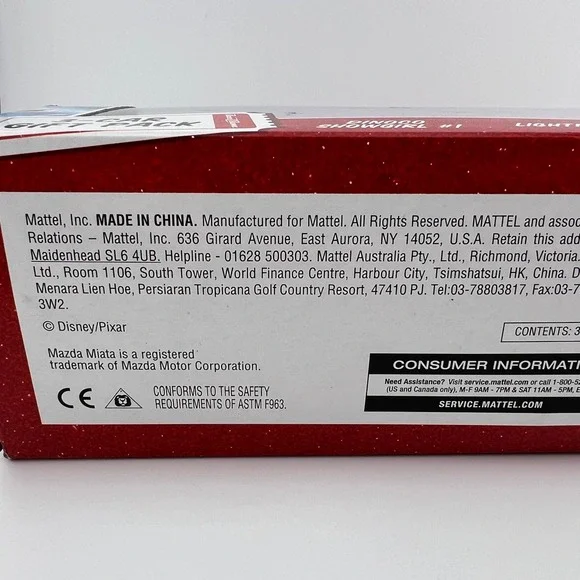 3-CAR
GIFT PACK
DINOCO
SHOWGIRL #1
LIGHT
Mattel, Inc. MADE IN CHINA. Manufactured for Mattel. All Rights Reserved. MATTEL and assoc
Relations – Mattel, Inc. 636 Girard Avenue, East Aurora, NY 14052, U.S.A. Retain this add
Maidenhead SL6 4UB. Helpline - 01628 500303. Mattel Australia Pty., Ltd., Richmond, Victoria.
Ltd., Room 1106, South Tower, World Finance Centre, Harbour City, Tsimshatsui, HK, China. D
Menara Lien Hoe, Persiaran Tropicana Golf Country Resort, 47410 PJ. Tel:03-78803817, Fax:03-7
3W2.
© Disney/Pixar
CONTENTS: 3
Mazda Miata is a registered
trademark of Mazda Motor Corporation.
CE
CONFORMS TO THE SAFETY
REQUIREMENTS OF ASTM F963.
CONSUMER INFORMATI
Need Assistance? Visit service.mattel.com or call 1-800-52
(US and Canada only), M-F 9AM - 7PM & SAT 11AM - 5PM, E
SERVICE.MATTEL.COM